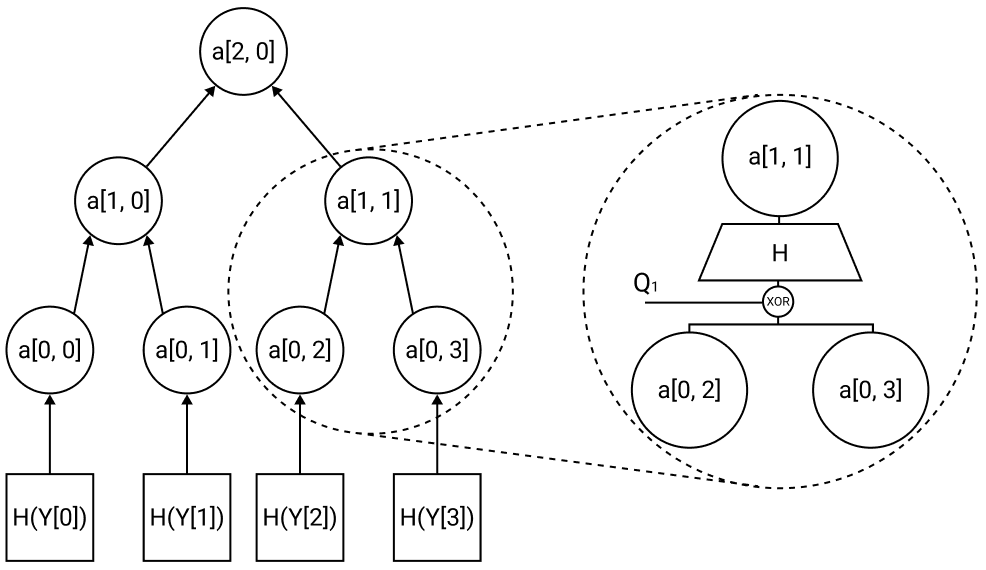 a[2, 0]
a[1, 0]
a[1, 1]
a[0, 0]
a[0, 1]
a[0, 2]
a[0, 3]
H(Y[0])
H(Y[1])
H(Y[2])
H(Y[3])
a[1, 1]
H
Q₁
XOR
a[0, 2]
a[0, 3]